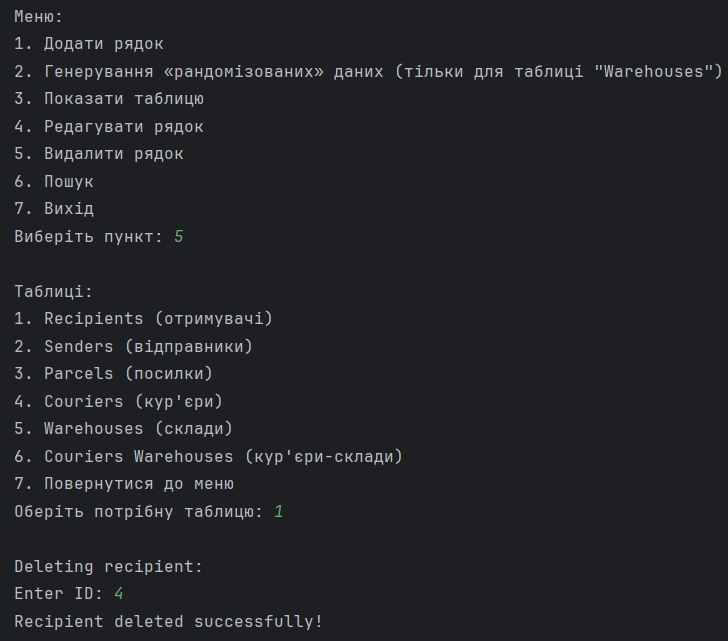 Меню:
1. Додати рядок
2. Генерування «рандомізованих» даних (тільки для таблиці "Warehouses")
3. Показати таблицю
4. Редагувати рядок
5. Видалити рядок
6. Пошук
7. Вихід
Виберіть пункт: 5
Таблиці:
1. Recipients (отримувачі)
2. Senders (відправники)
3. Parcels (посилки)
4. Couriers (кур'єри)
5. Warehouses (склади)
6. Couriers Warehouses (кур'єри-склади)
7. Повернутися до меню
Оберіть потрібну таблицю: 1
Deleting recipient:
Enter ID: 4
Recipient deleted successfully!